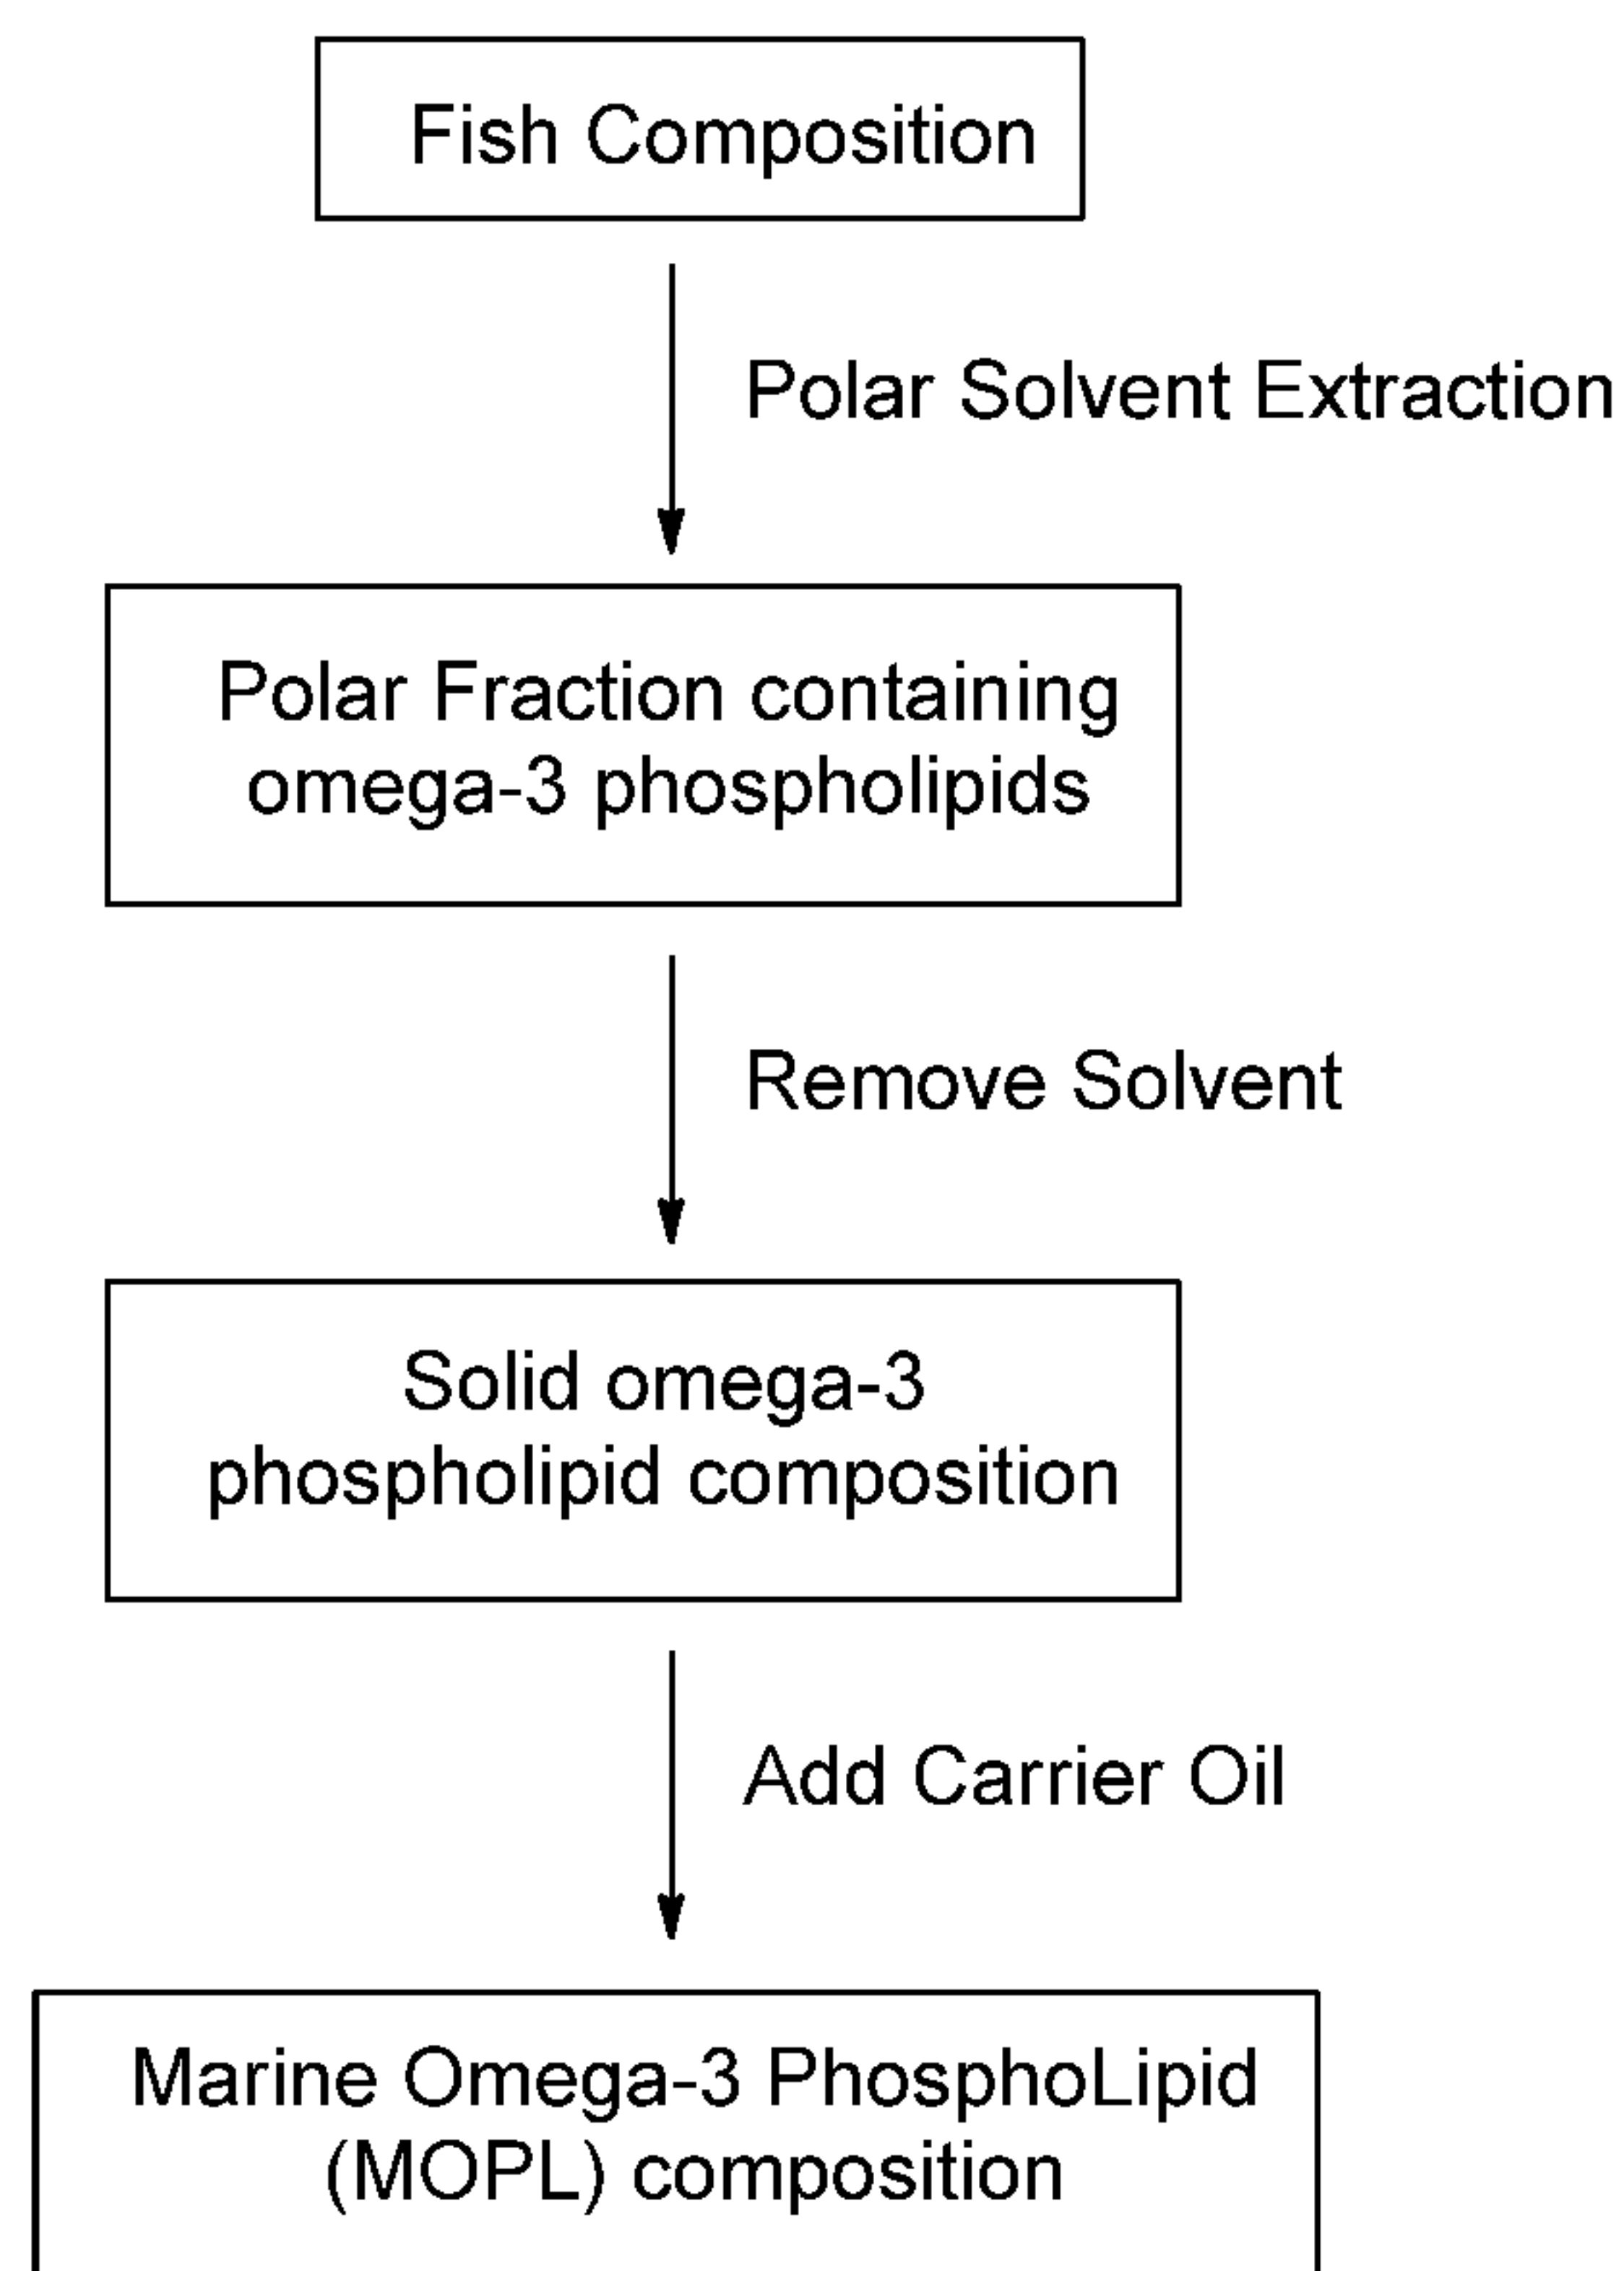 Fish Composition
Polar Solvent Extraction
Polar Fraction containing
omega-3 phospholipids
Remove Solvent
Solid omega-3
phospholipid composition
Add Carrier Oil
Marine Omega-3 PhosphoLipid
(MOPL) composition